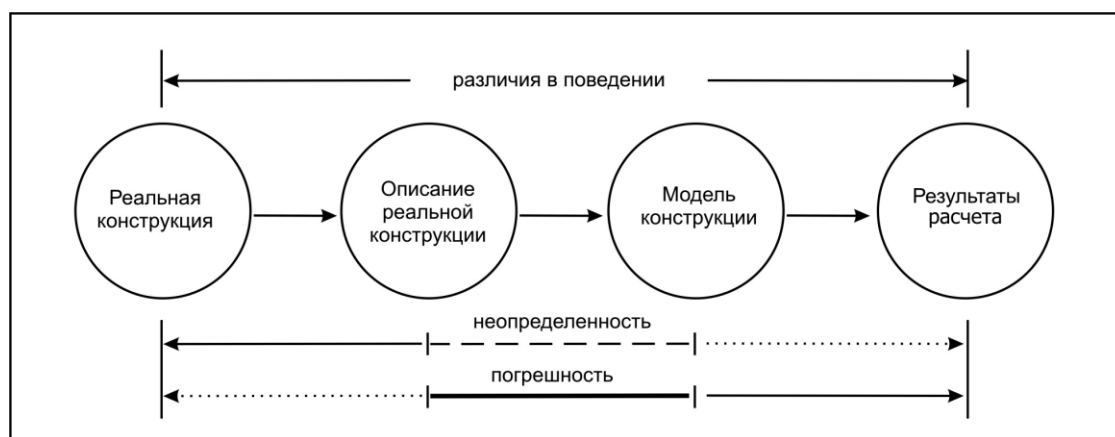 различия в поведении
Реальная
конструкция
Описание
реальной
конструкции
Модель
конструкции
Результаты
расчета
неопределенность
погрешность